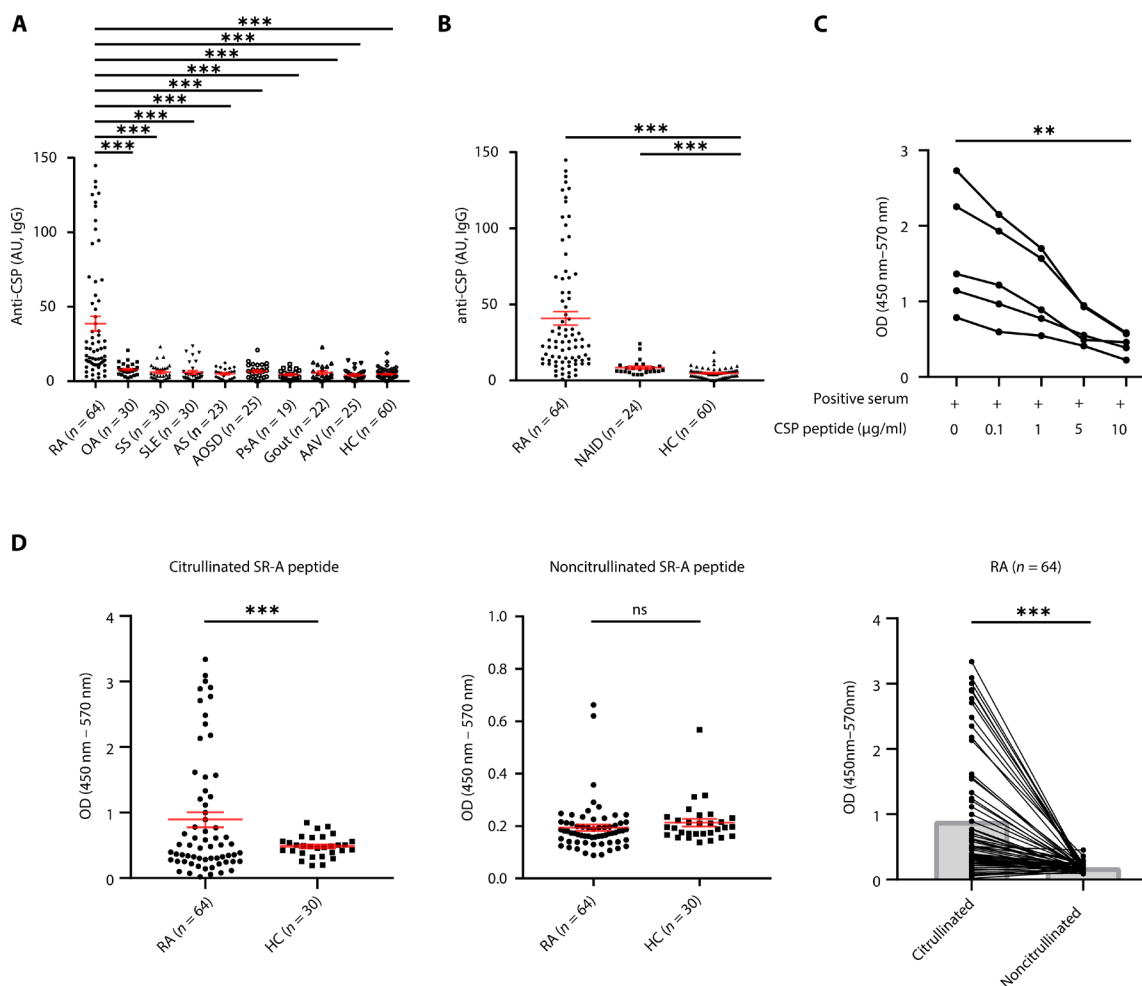 A
***
***
***
***
***
***
***
***
***
Anti-CSP (AU, IgG)
150
100
50
0
RA (n = 64)
OA (n = 30)
SS (n = 30)
SLE (n = 30)
AS (n = 23)
AOSD (n = 25)
PsA (n = 19)
Gout (n = 22)
AAV (n = 25)
HC (n = 60)
B
***
***
anti-CSP (AU, IgG)
150
100
50
0
RA (n = 64)
NAID (n = 24)
HC (n = 60)
C
**
OD (450 nm–570 nm)
3
2
1
0
Positive serum + + + + +
CSP peptide (μg/ml) 0 0.1 1 5 10
D
Citrullinated SR-A peptide
***
OD (450 nm – 570 nm)
4
3
2
1
0
RA (n = 64)
HC (n = 30)
Noncitrullinated SR-A peptide
ns
OD (450 nm – 570 nm)
1.0
0.8
0.6
0.4
0.2
0.0
RA (n = 64)
HC (n = 30)
RA (n = 64)
***
OD (450nm–570nm)
4
3
2
1
0
Citrullinated
Noncitrullinated